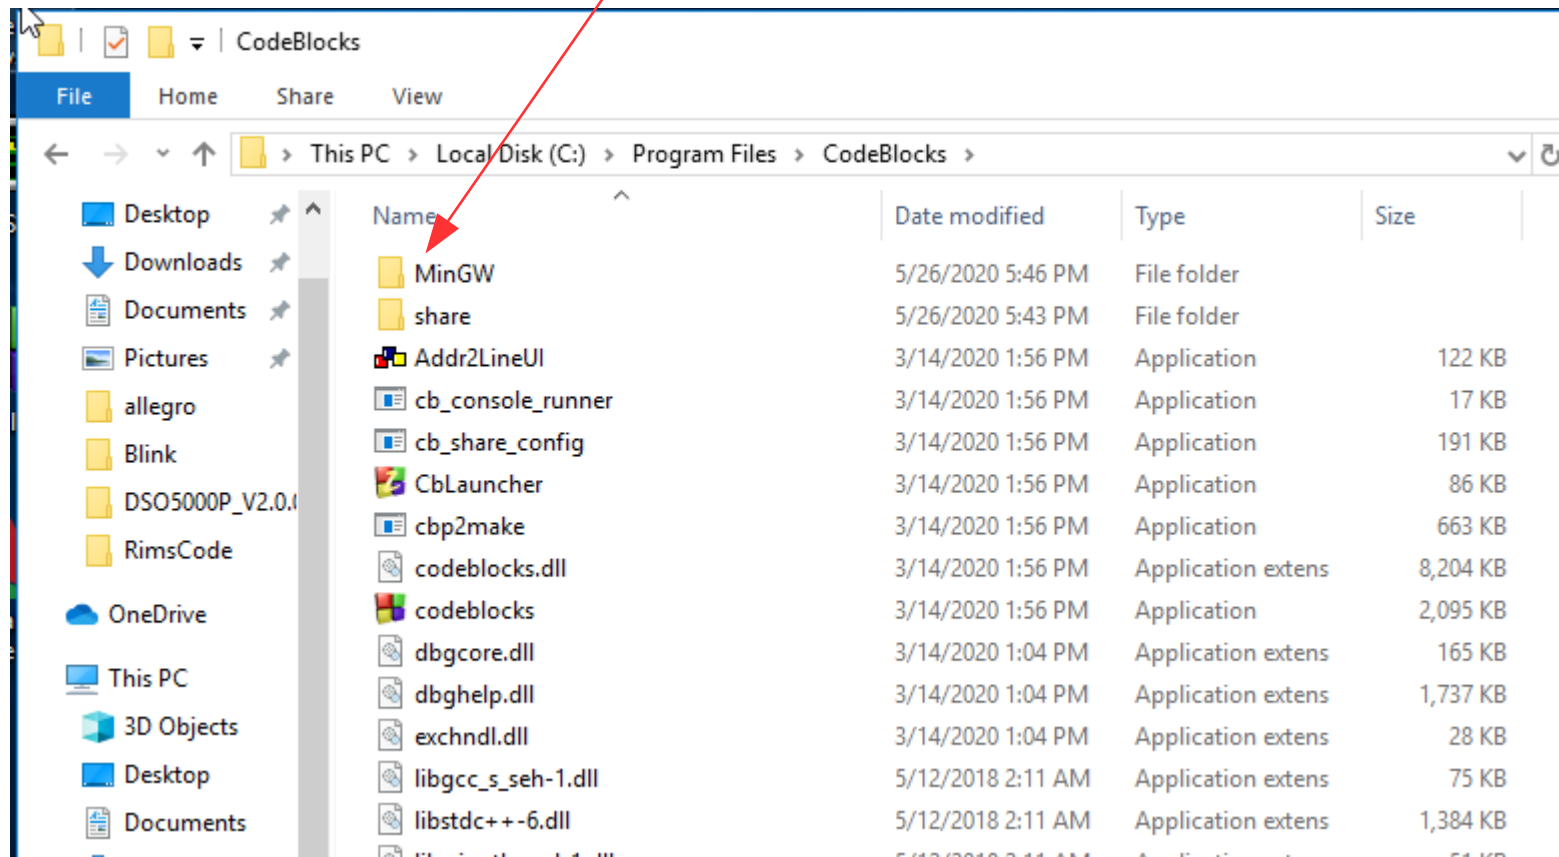 CodeBlocks
File Home Share View
This PC > Local Disk (C:) > Program Files > CodeBlocks >
Name Date modified Type Size
Desktop
Downloads
Documents
Pictures
allegro
Blink
DSO5000P_V2.0.
RimsCode
OneDrive
This PC
3D Objects
Desktop
Documents
MinGW 5/26/2020 5:46 PM File folder
share 5/26/2020 5:43 PM File folder
Addr2LineUI 3/14/2020 1:56 PM Application 122 KB
cb_console_runner 3/14/2020 1:56 PM Application 17 KB
cb_share_config 3/14/2020 1:56 PM Application 191 KB
CbLauncher 3/14/2020 1:56 PM Application 86 KB
cbp2make 3/14/2020 1:56 PM Application 663 KB
codeblocks.dll 3/14/2020 1:56 PM Application extens 8,204 KB
codeblocks 3/14/2020 1:56 PM Application 2,095 KB
dbgcore.dll 3/14/2020 1:04 PM Application extens 165 KB
dbghelp.dll 3/14/2020 1:04 PM Application extens 1,737 KB
exchndl.dll 3/14/2020 1:04 PM Application extens 28 KB
libgcc_s_seh-1.dll 5/12/2018 2:11 AM Application extens 75 KB
libstdc++-6.dll 5/12/2018 2:11 AM Application extens 1,384 KB